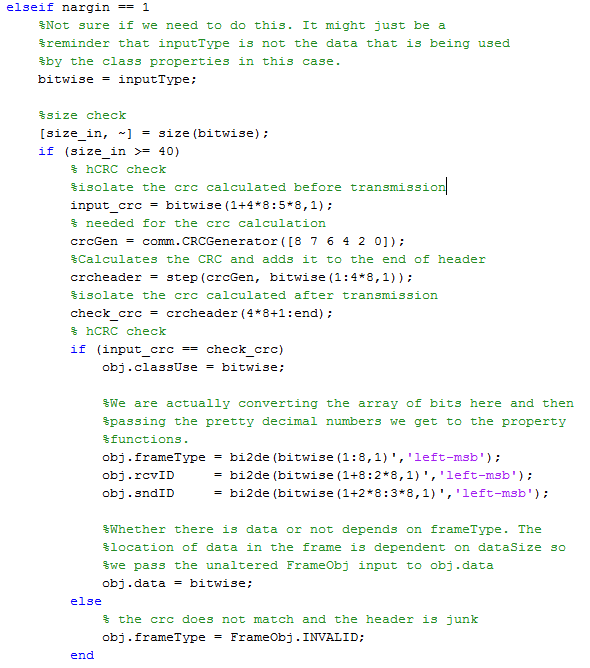 elseif nargin == 1
%Not sure if we need to do this. It might just be a
%reminder that inputType is not the data that is being used
%by the class properties in this case.
bitwise = inputType;
%size check
[size_in, ~] = size(bitwise);
if (size_in >= 40)
% hCRC check
%isolate the crc calculated before transmission
input_crc = bitwise(1+4*8:5*8,1);
% needed for the crc calculation
crcGen = comm.CRCGenerator([8 7 6 4 2 0]);
%Calculates the CRC and adds it to the end of header
crcheader = step(crcGen, bitwise(1:4*8,1));
%isolate the crc calculated after transmission
check_crc = crcheader(4*8+1:end);
% hCRC check
if (input_crc == check_crc)
obj.classUse = bitwise;
%We are actually converting the array of bits here and then
%passing the pretty decimal numbers we get to the property
%functions.
obj.frameType = bi2de(bitwise(1:8,1)','left-msb');
obj.rcvID     = bi2de(bitwise(1+8:2*8,1)','left-msb');
obj.sndID     = bi2de(bitwise(1+2*8:3*8,1)','left-msb');
%Whether there is data or not depends on frameType. The
%location of data in the frame is dependent on dataSize so
%we pass the unaltered FrameObj input to obj.data
obj.data = bitwise;
else
% the crc does not match and the header is junk
obj.frameType = FrameObj.INVALID;
end